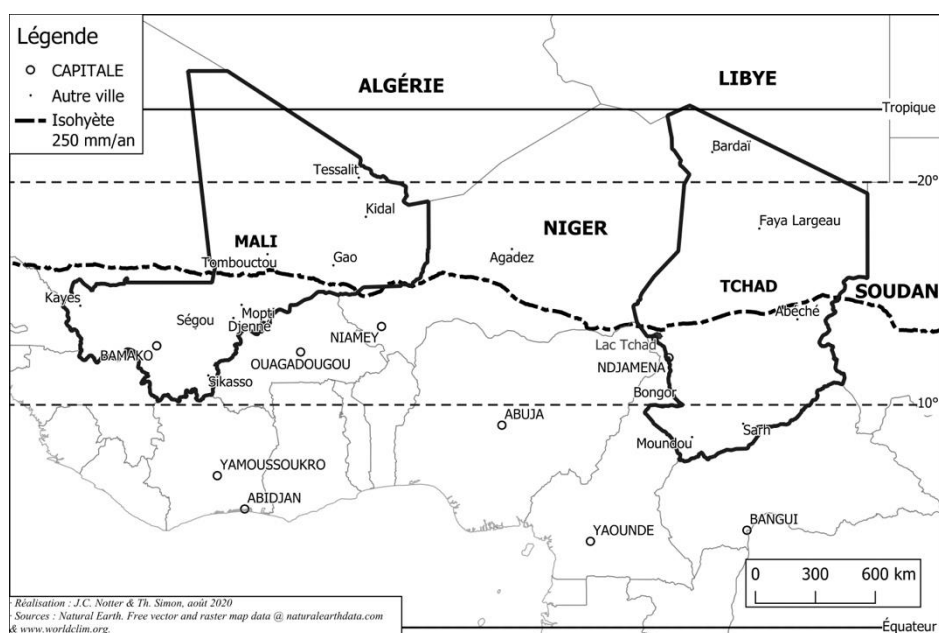 Légende
CAPITALE
Autre ville
Isohyète
250 mm/an
ALGÉRIE
LIBYE
Tropique
Bardaï
Tessalit
20°
Kidal
Faya Largeau
MALI
NIGER
Tombouctou
Gao
Agadez
TCHAD
SOUDAN
Kayes
Abéché
Mopti
Ségou
Djenné
NIAMEY
Lac Tchad
BAMAKO
OUAGADOUGOU
NDJAMENA
Sikasso
Bongor
10°
ABUJA
Sarh
Moundou
YAMOUSSOUKRO
ABIDJAN
BANGUI
YAOUNDE
0 300 600 km
- Réalisation : J.C. Notter & Th. Simon, août 2020
- Sources : Natural Earth. Free vector and raster map data @ naturalearthdata.com
& www.worldclim.org.
Équateur